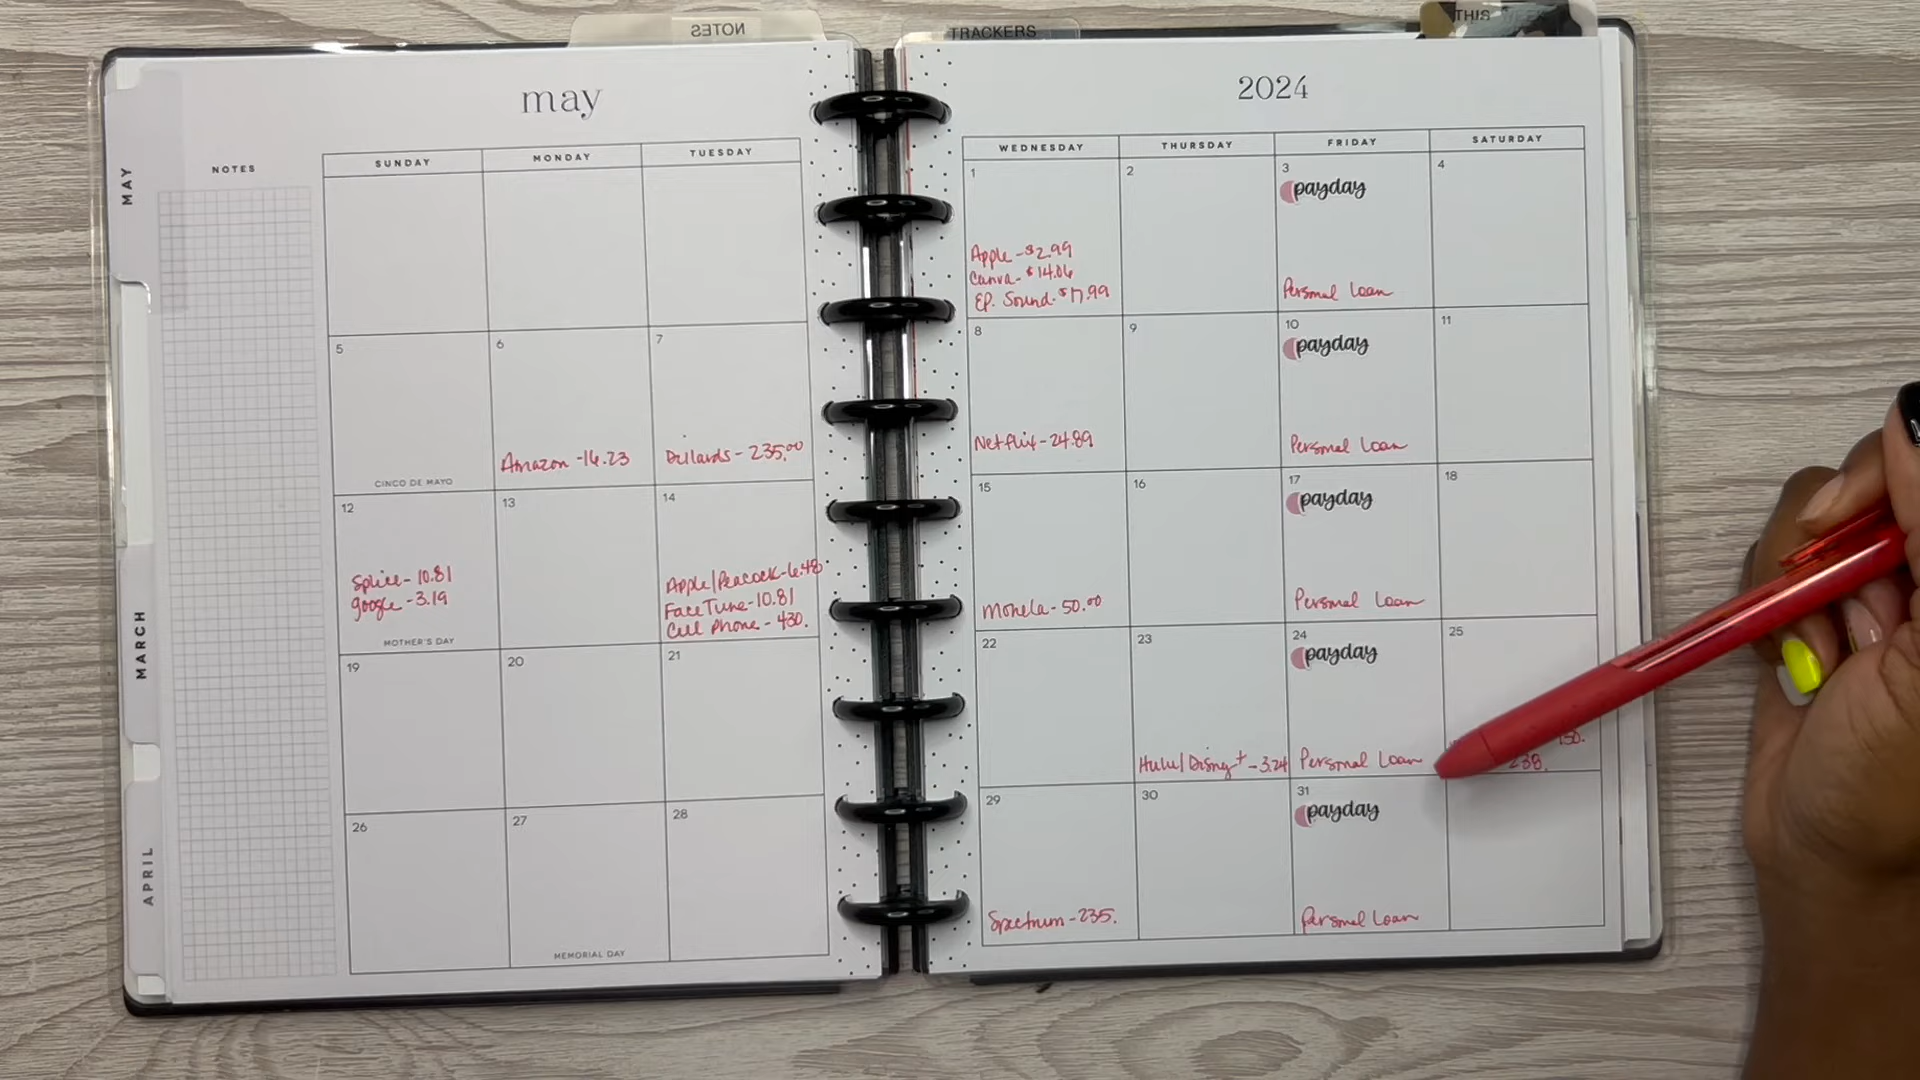 NOTES
TRACKERS
THIS WEEK
may
2024
MAY
MARCH
APRIL
NOTES
SUNDAY
MONDAY
TUESDAY
WEDNESDAY
THURSDAY
FRIDAY
SATURDAY
1
Apple - $2.99
Canva - $14.06
Ep. Sound - $17.99
2
3
payday
Personal Loan
4
5
CINCO DE MAYO
6
Amazon - 16.23
7
Dillards - 235.00
8
Netflix - 24.89
9
10
payday
Personal Loan
11
12
Splice - 10.81
google - 3.19
MOTHER'S DAY
13
14
Apple/Peacock - 6.48
FaceTune - 10.81
Cell Phone - 430.
15
Mohela - 50.00
16
17
payday
Personal Loan
18
19
20
21
22
23
Hulu/Disney+ - 3.24
24
payday
Personal Loan
25
150.
238.
26
27
MEMORIAL DAY
28
29
Spectrum - 235.
30
31
payday
Personal Loan